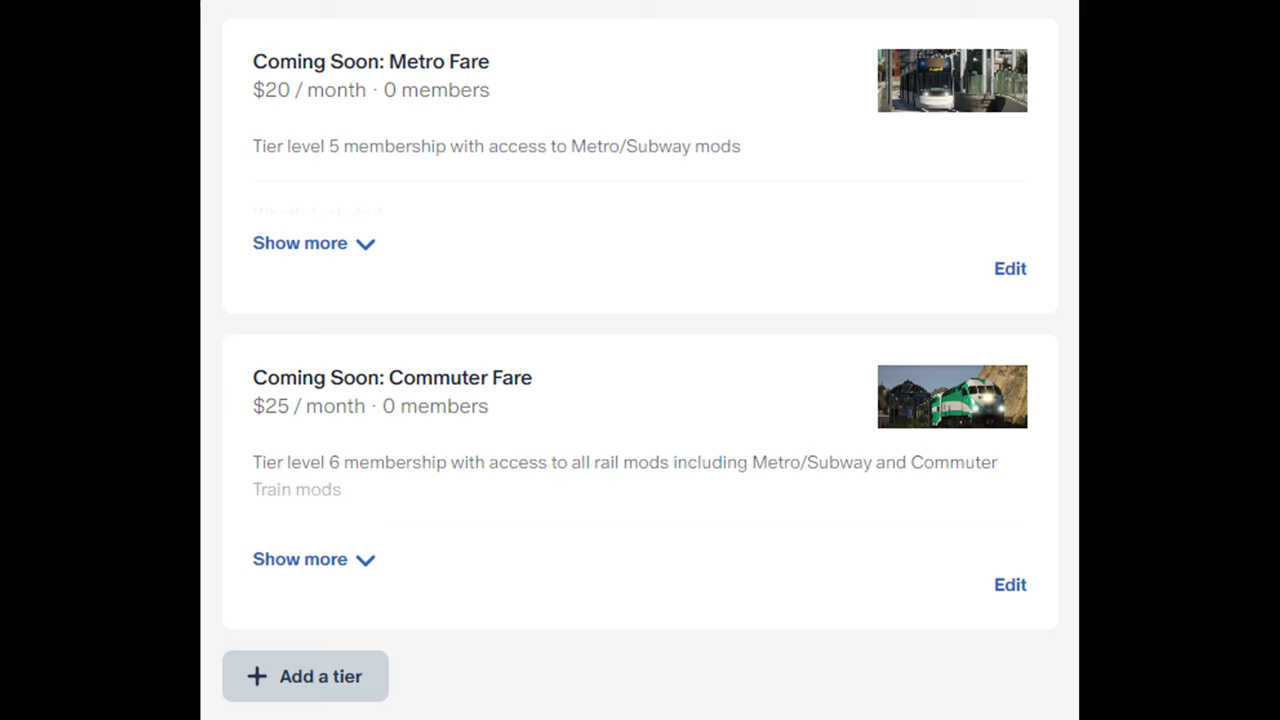 Coming Soon: Metro Fare
$20 / month · 0 members
Tier level 5 membership with access to Metro/Subway mods
What's included
Show more
Edit
Coming Soon: Commuter Fare
$25 / month · 0 members
Tier level 6 membership with access to all rail mods including Metro/Subway and Commuter
Train mods
Show more
Edit
Add a tier